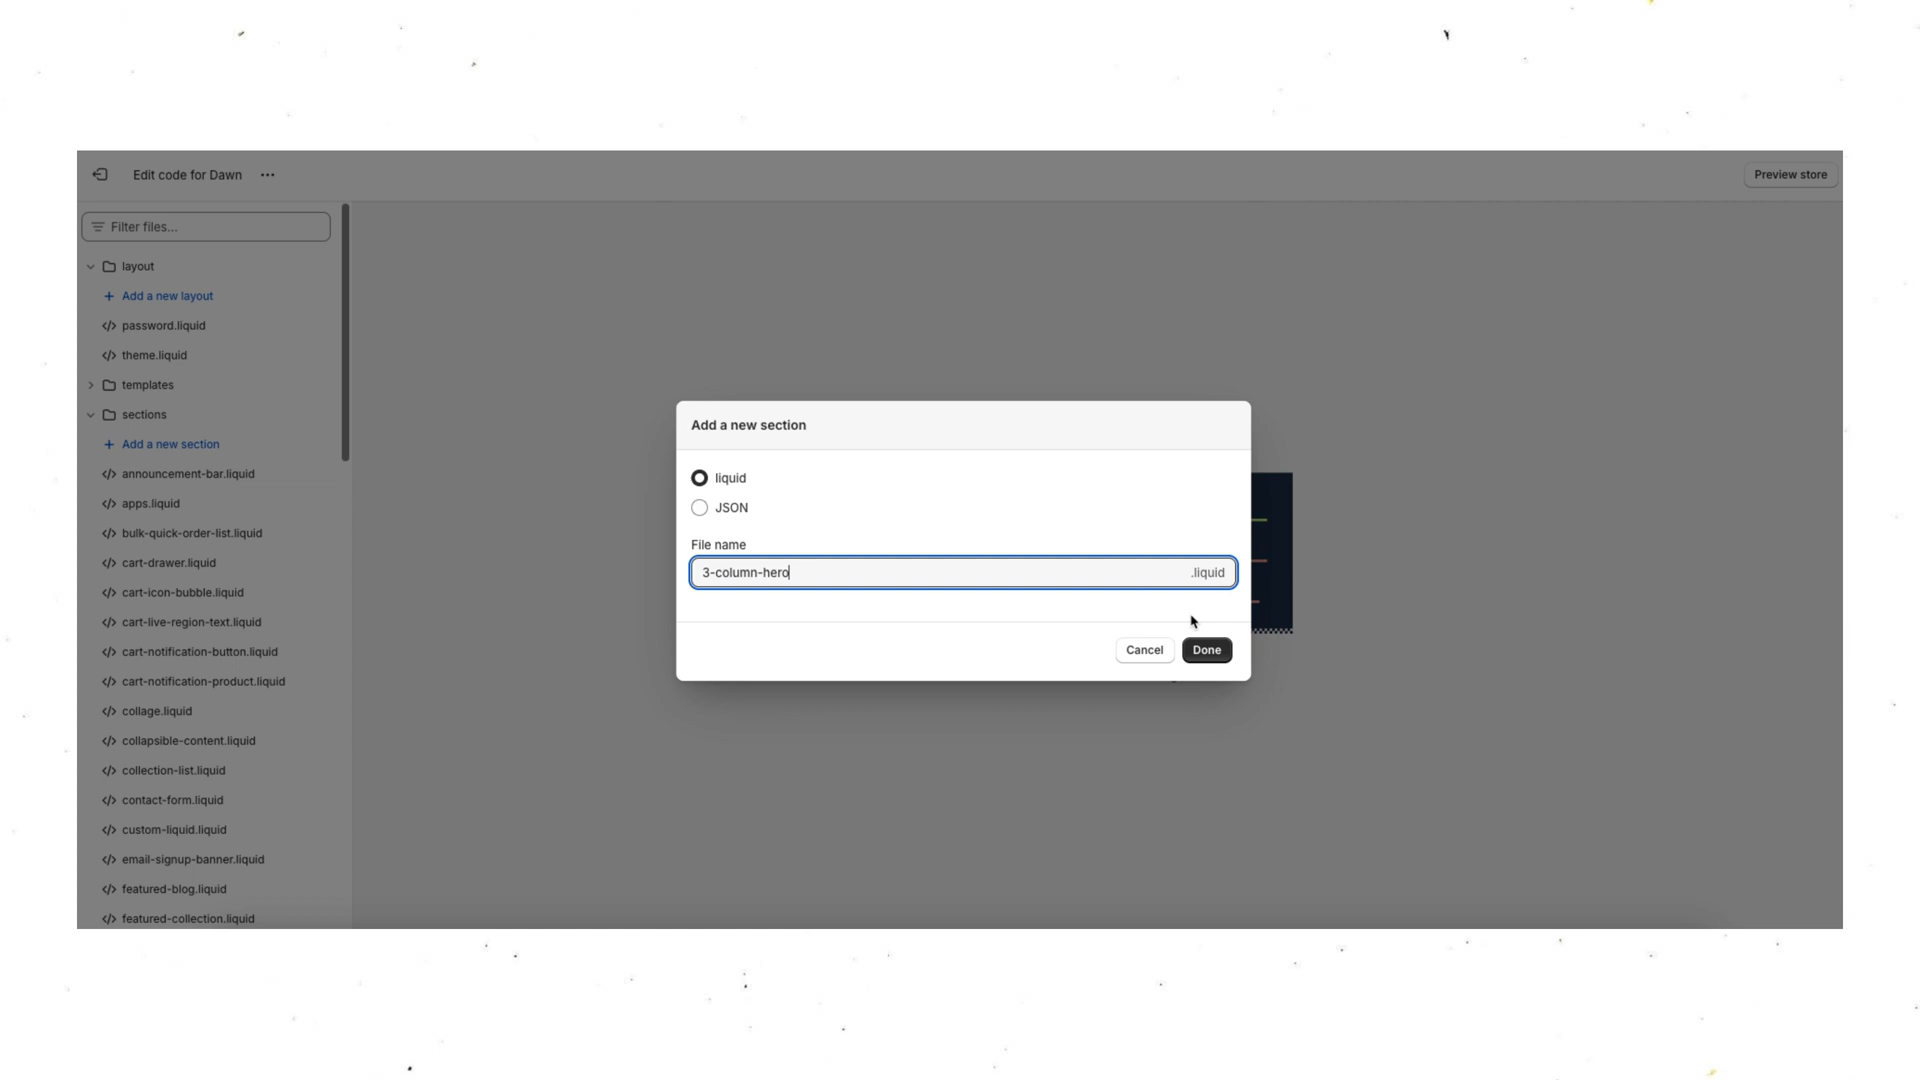 Edit code for Dawn
Preview store
Filter files...
layout
Add a new layout
password.liquid
theme.liquid
templates
sections
Add a new section
announcement-bar.liquid
apps.liquid
bulk-quick-order-list.liquid
cart-drawer.liquid
cart-icon-bubble.liquid
cart-live-region-text.liquid
cart-notification-button.liquid
cart-notification-product.liquid
collage.liquid
collapsible-content.liquid
collection-list.liquid
contact-form.liquid
custom-liquid.liquid
email-signup-banner.liquid
featured-blog.liquid
featured-collection.liquid
Add a new section
liquid
JSON
File name
3-column-hero .liquid
Cancel Done